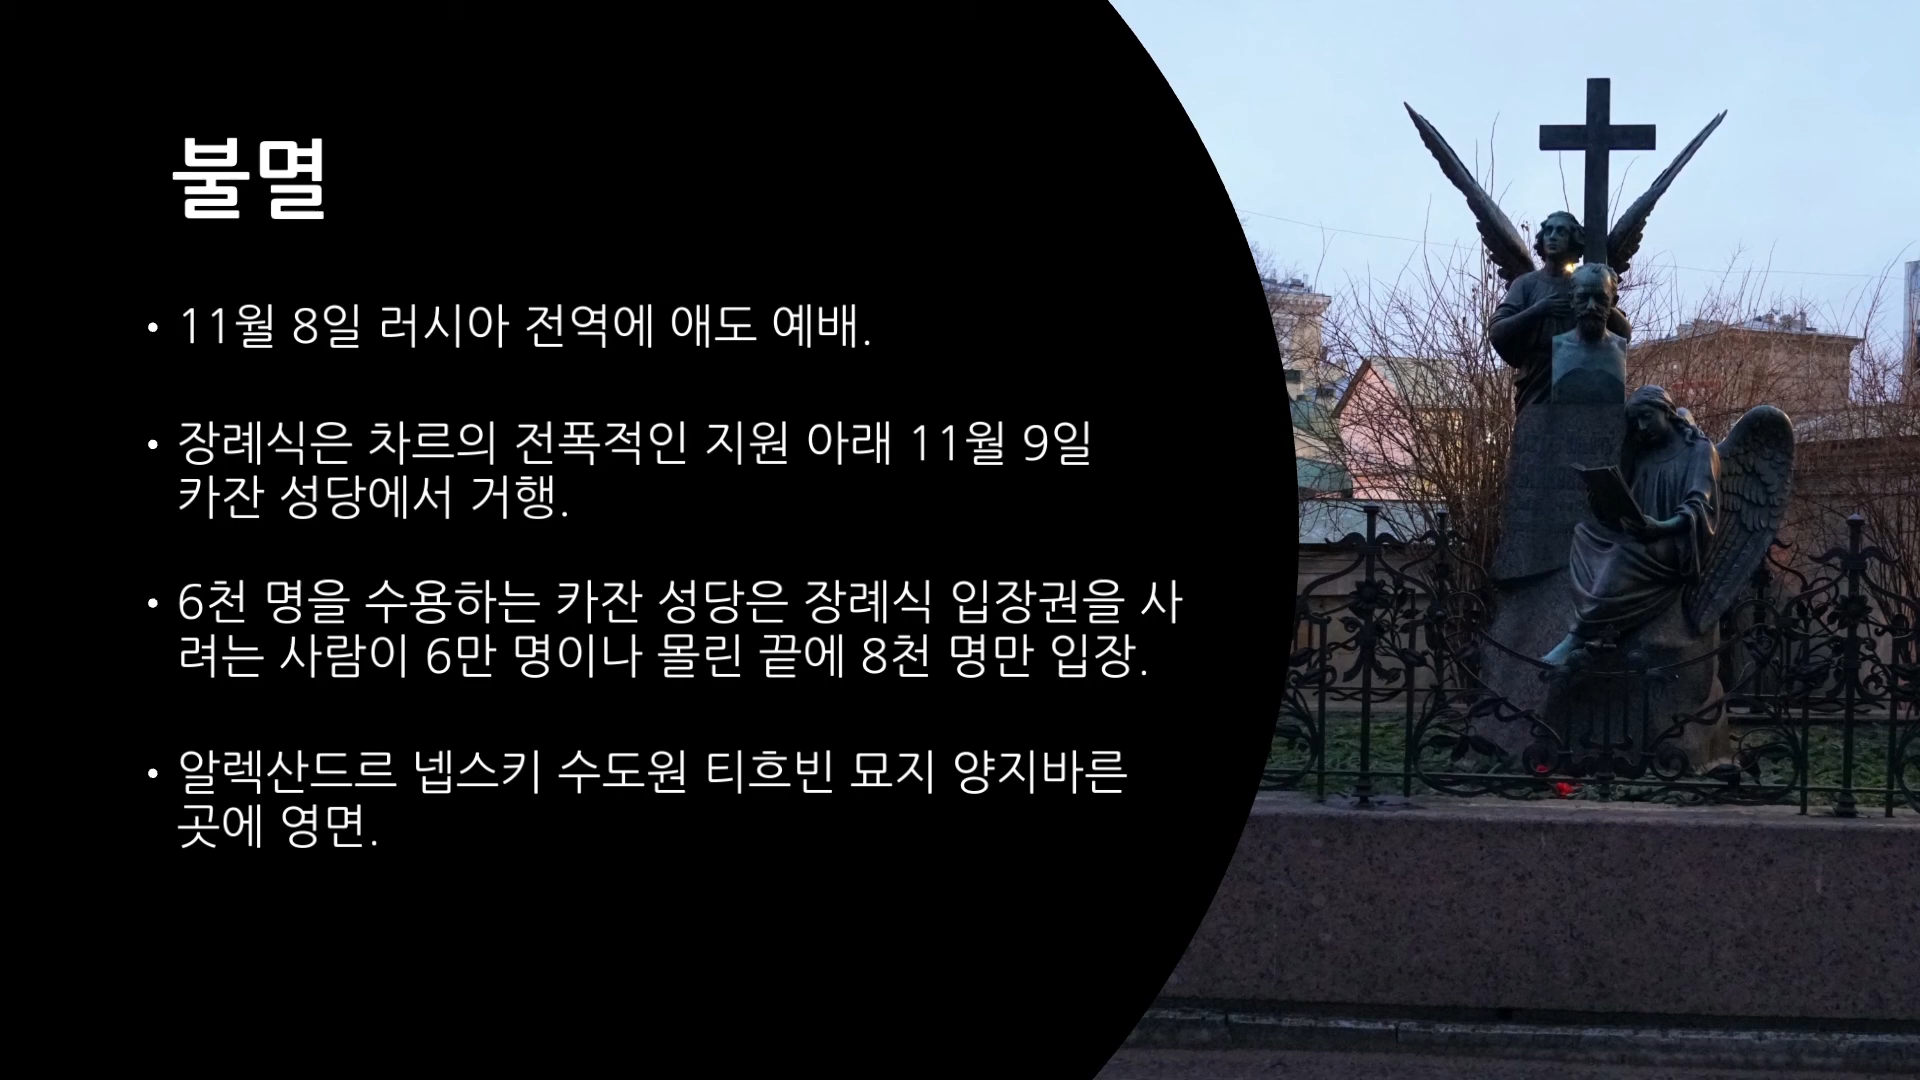 불멸
• 11월 8일 러시아 전역에 애도 예배.
• 장례식은 차르의 전폭적인 지원 아래 11월 9일
카잔 성당에서 거행.
• 6천 명을 수용하는 카잔 성당은 장례식 입장권을 사
려는 사람이 6만 명이나 몰린 끝에 8천 명만 입장.
• 알렉산드르 넵스키 수도원 티흐빈 묘지 양지바른
곳에 영면.